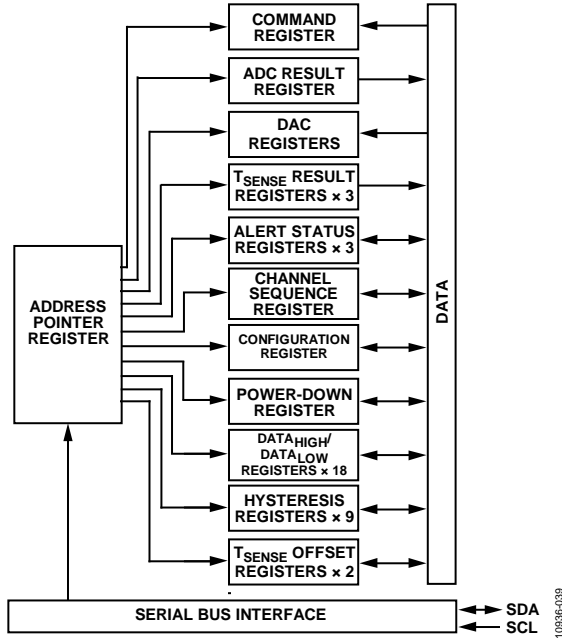 COMMAND
REGISTER
ADC RESULT
REGISTER
DAC
REGISTERS
TSENSE RESULT
REGISTERS × 3
ALERT STATUS
REGISTERS × 3
CHANNEL
SEQUENCE
REGISTER
ADDRESS
POINTER
REGISTER
DATA
CONFIGURATION
REGISTER
POWER-DOWN
REGISTER
DATAHIGH/
DATALOW
REGISTERS × 18
HYSTERESIS
REGISTERS × 9
TSENSE OFFSET
REGISTERS × 2
SERIAL BUS INTERFACE
SDA
SCL
10936-039